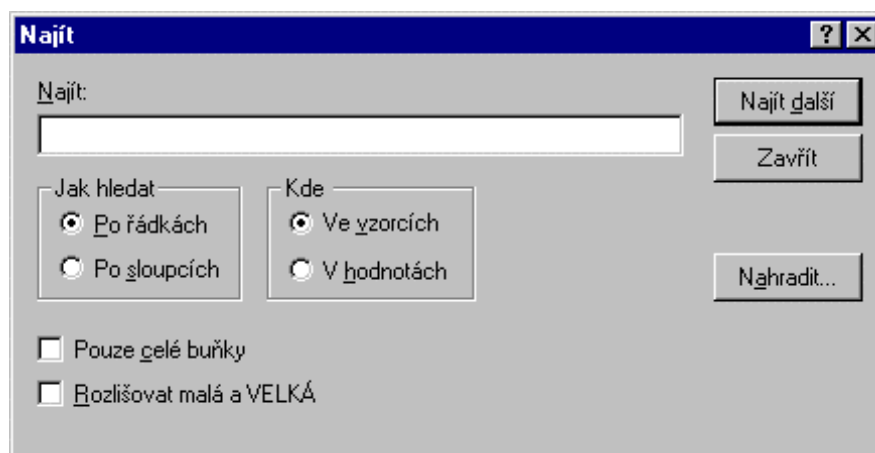 Najít
Najít:
Najít další
Zavřít
Jak hledat
Kde
Po řádkách
Ve vzorcích
Po sloupcích
V hodnotách
Nahradit...
Pouze celé buňky
Rozlišovat malá a VELKÁ